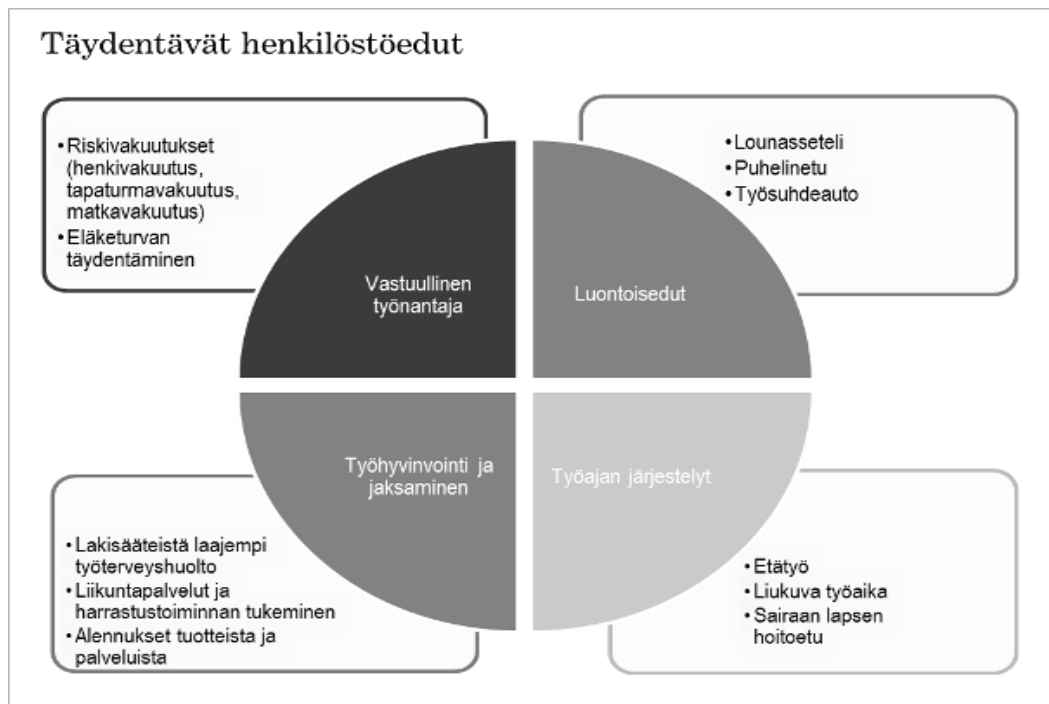 Täydentävät henkilöstöedut
• Riskivakuutukset
(henkivakuutus,
tapaturmavakuutus,
matkavakuutus)
• Eläketurvan
täydentäminen
Vastuullinen
työnantaja
• Lounasseteli
• Puhelinetu
• Työsuhdeauto
Luontoisedut
Työhyvinvointi ja
jaksaminen
• Lakisääteistä laajempi
työterveyshuolto
• Liikuntapalvelut ja
harrastustoiminnan tukeminen
• Alennukset tuotteista ja
palveluista
Työajan järjestelyt
• Etätyö
• Liukuva työaika
• Sairaan lapsen
hoitoetu